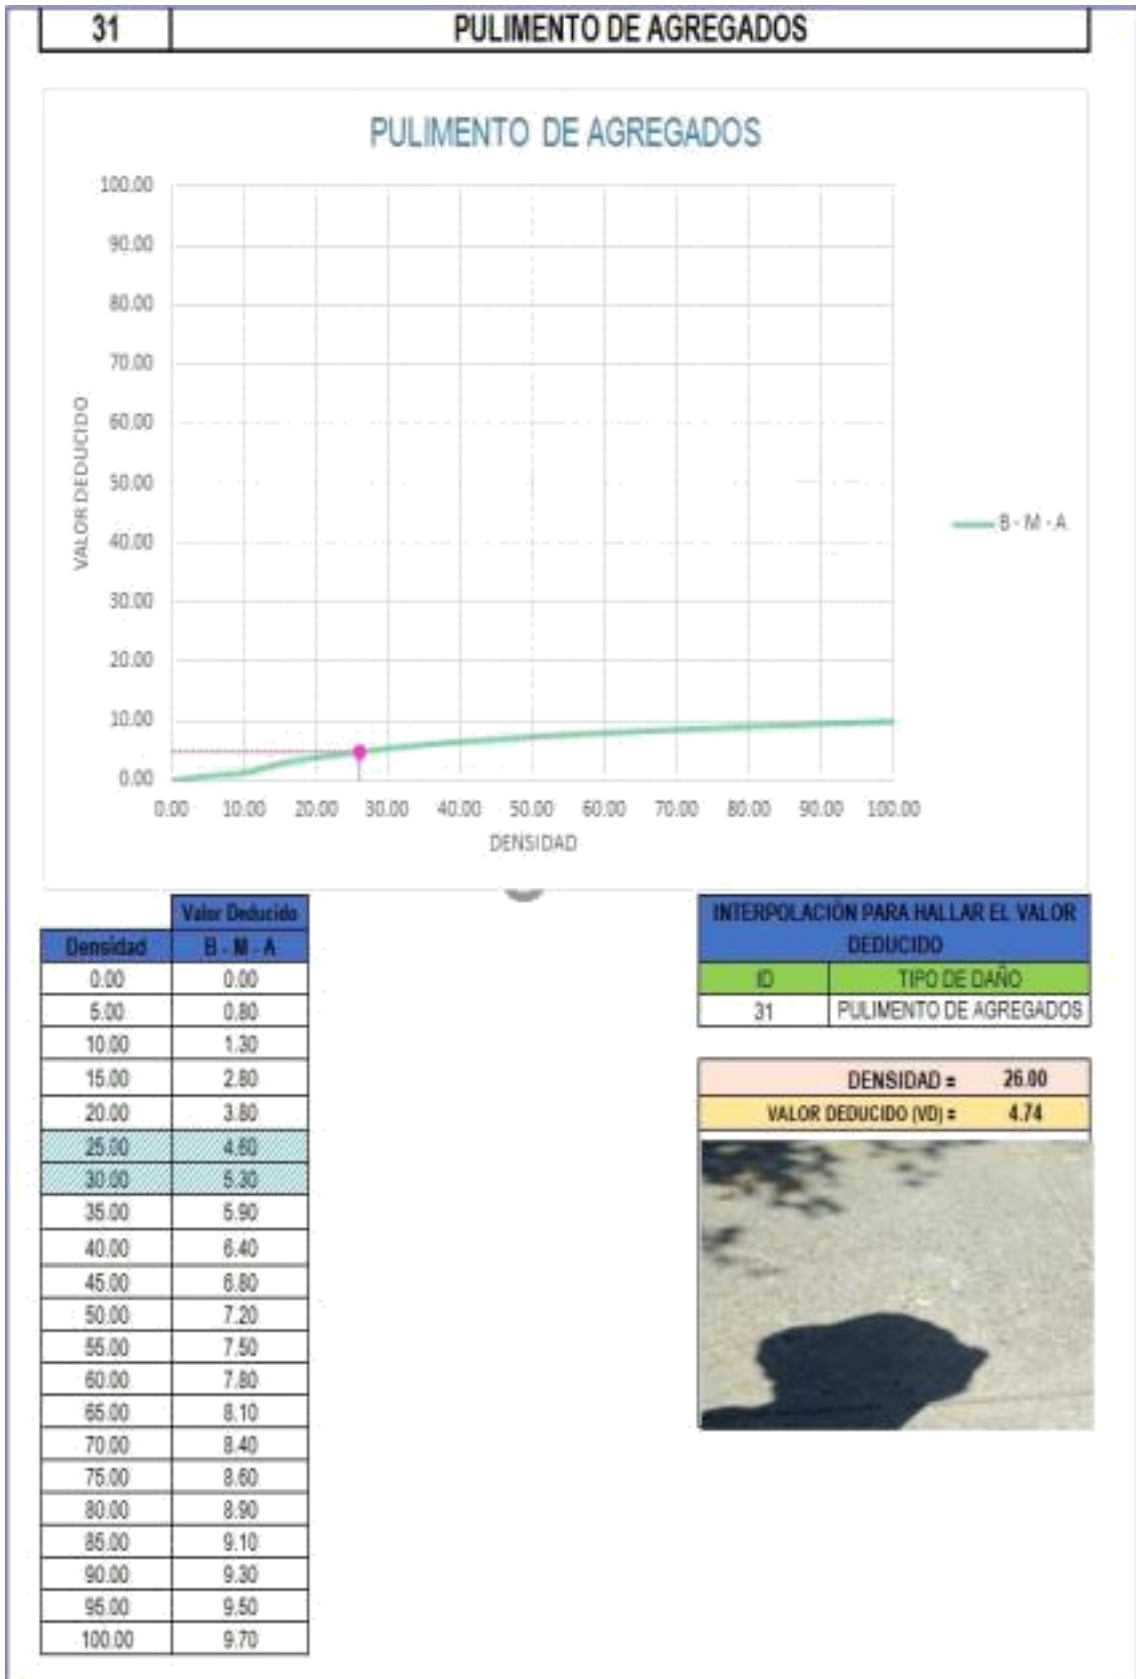 31 PULIMENTO DE AGREGADOS
PULIMENTO DE AGREGADOS
100.00
90.00
80.00
70.00
60.00
50.00
40.00
30.00
20.00
10.00
0.00
VALOR DEDUCIDO
0.00 10.00 20.00 30.00 40.00 50.00 60.00 70.00 80.00 90.00 100.00
DENSIDAD
B - M - A
Valor Deducido
Densidad B - M - A
0.00 0.00
5.00 0.80
10.00 1.30
15.00 2.80
20.00 3.80
25.00 4.60
30.00 5.30
35.00 5.90
40.00 6.40
45.00 6.80
50.00 7.20
55.00 7.50
60.00 7.80
65.00 8.10
70.00 8.40
75.00 8.60
80.00 8.90
85.00 9.10
90.00 9.30
95.00 9.50
100.00 9.70
INTERPOLACIÓN PARA HALLAR EL VALOR
DEDUCIDO
ID TIPO DE DAÑO
31 PULIMENTO DE AGREGADOS
DENSIDAD = 26.00
VALOR DEDUCIDO (VD) = 4.74